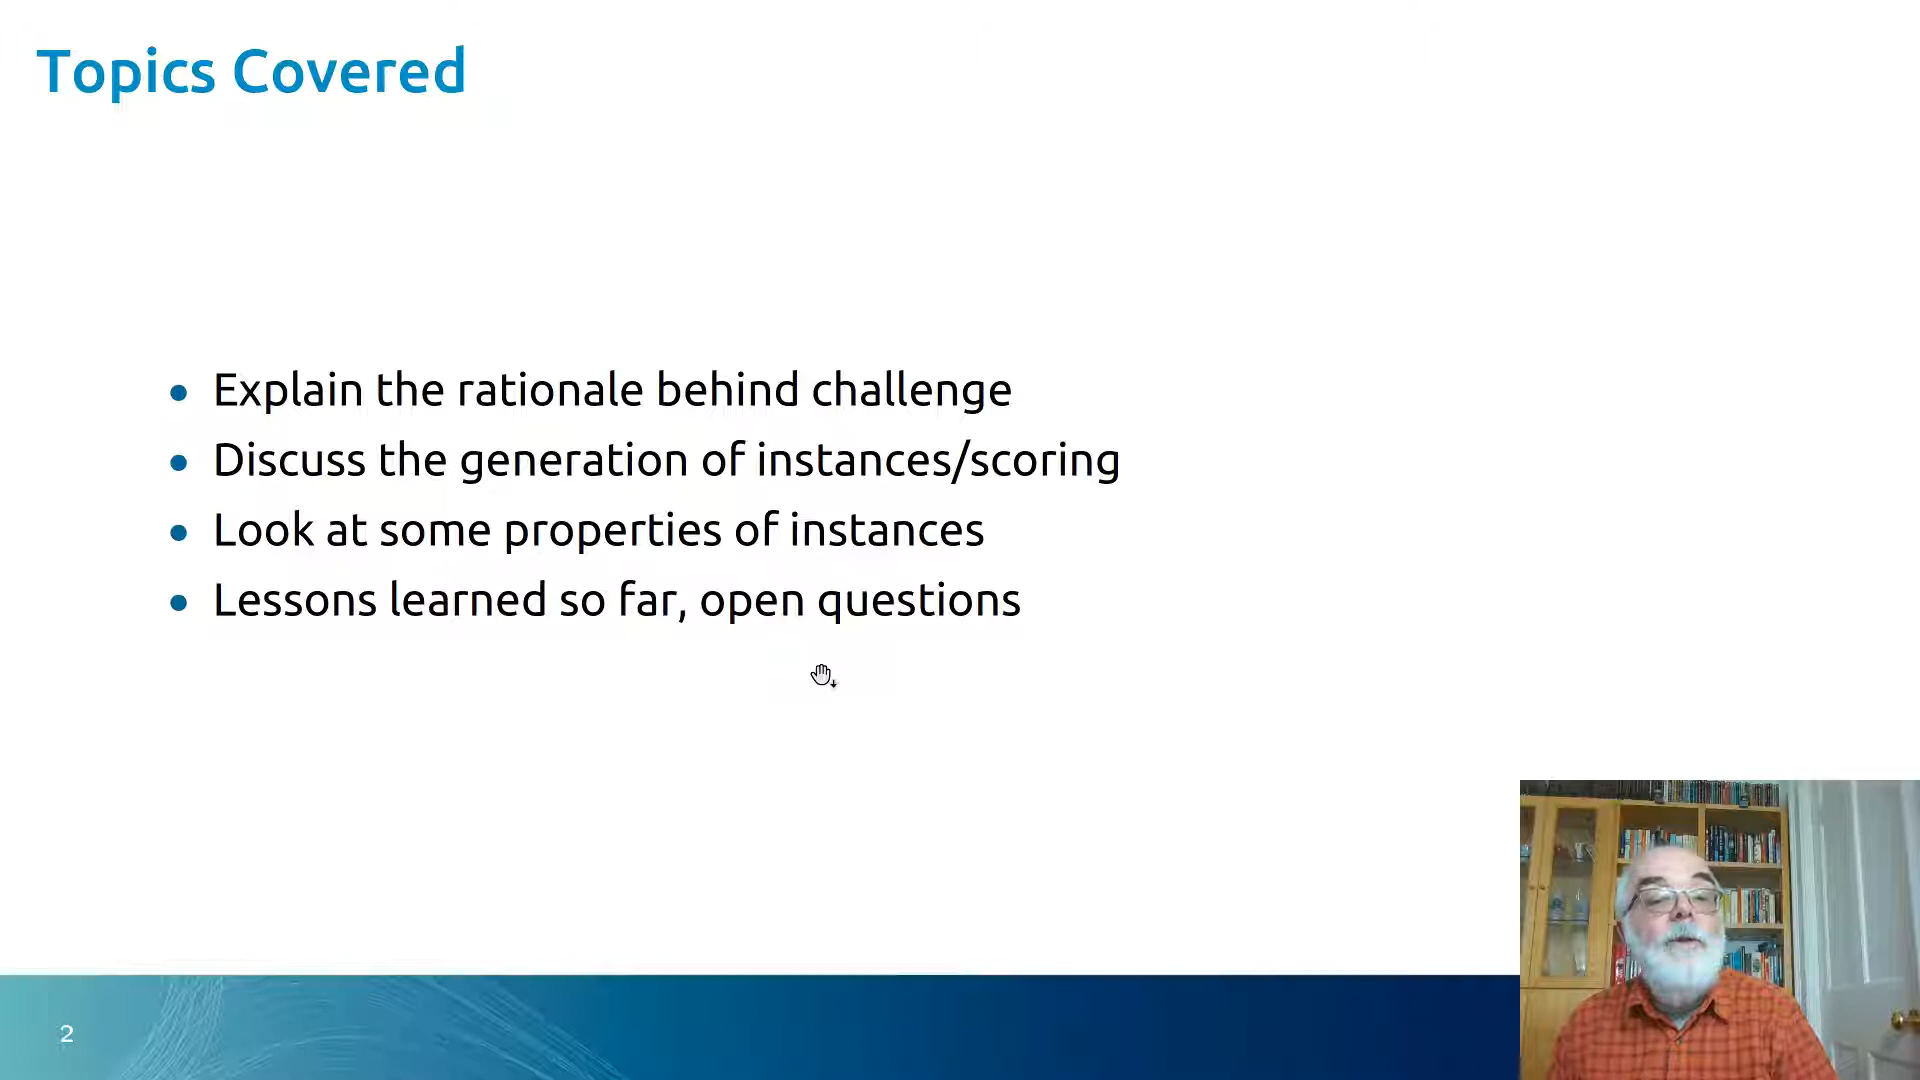 Topics Covered
Explain the rationale behind challenge
Discuss the generation of instances/scoring
Look at some properties of instances
Lessons learned so far, open questions
2